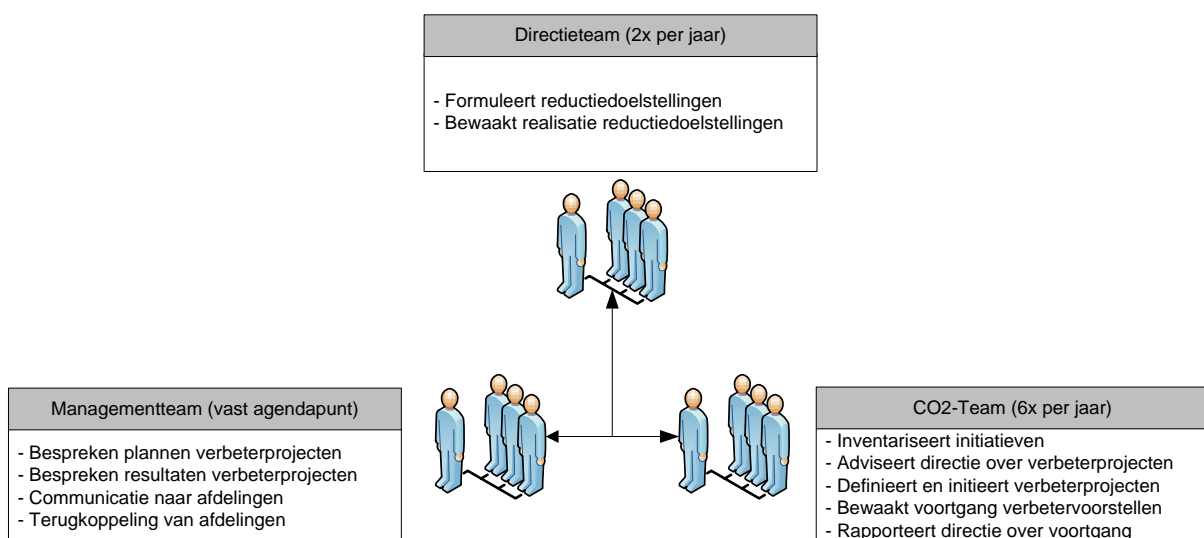 Directieteam (2x per jaar)
- Formuleert reductiedoelstellingen
- Bewaakt realisatie reductiedoelstellingen
Managementteam (vast agendapunt)
- Bespreken plannen verbeterprojecten
- Bespreken resultaten verbeterprojecten
- Communicatie naar afdelingen
- Terugkoppeling van afdelingen
CO2-Team (6x per jaar)
- Inventariseert initiatieven
- Adviseert directie over verbeterprojecten
- Definieert en initieert verbeterprojecten
- Bewaakt voortgang verbetervoorstellen
- Rapporteert directie over voortgang